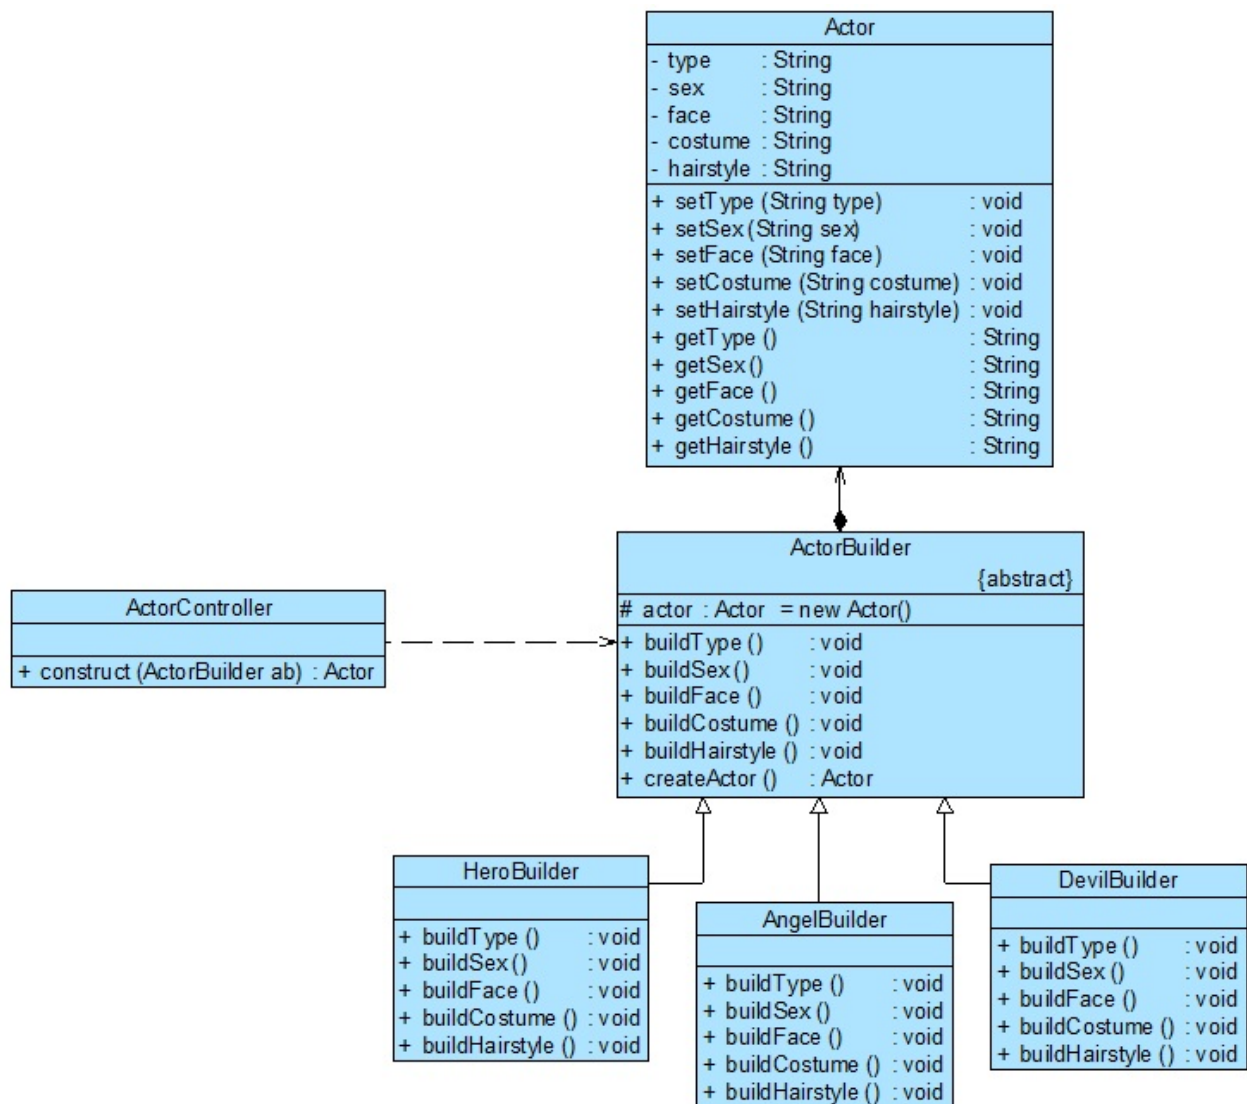 Actor
- type : String
- sex : String
- face : String
- costume : String
- hairstyle : String
+ setType (String type) : void
+ setSex (String sex) : void
+ setFace (String face) : void
+ setCostume (String costume) : void
+ setHairstyle (String hairstyle) : void
+ getType () : String
+ getSex () : String
+ getFace () : String
+ getCostume () : String
+ getHairstyle () : String
ActorBuilder
{abstract}
# actor : Actor = new Actor()
+ buildType () : void
+ buildSex () : void
+ buildFace () : void
+ buildCostume () : void
+ buildHairstyle () : void
+ createActor () : Actor
ActorController
+ construct (ActorBuilder ab) : Actor
HeroBuilder
+ buildType () : void
+ buildSex () : void
+ buildFace () : void
+ buildCostume () : void
+ buildHairstyle () : void
AngelBuilder
+ buildType () : void
+ buildSex () : void
+ buildFace () : void
+ buildCostume () : void
+ buildHairstyle () : void
DevilBuilder
+ buildType () : void
+ buildSex () : void
+ buildFace () : void
+ buildCostume () : void
+ buildHairstyle () : void